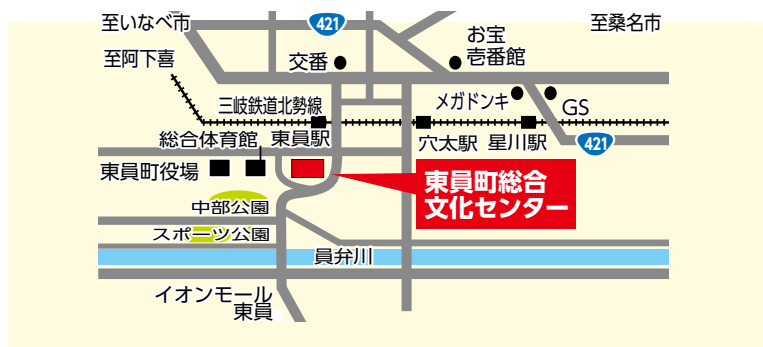 至いなべ市
421
至桑名市
お宝
壱番館
至阿下喜
交番
三岐鉄道北勢線
メガドンキ
GS
総合体育館
東員駅
穴太駅
星川駅
421
東員町役場
東員町総合
文化センター
中部公園
スポーツ公園
員弁川
イオンモール
東員